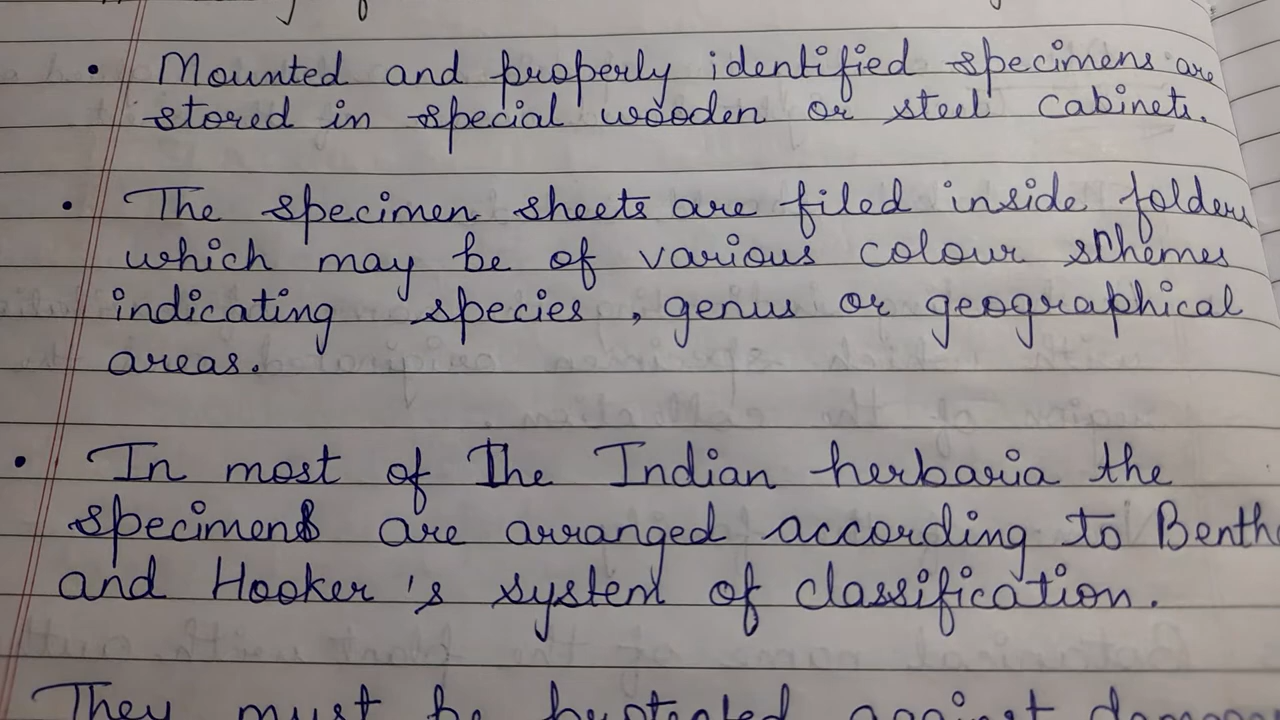 • Mounted and properly identified specimens are
stored in special wooden or steel cabinets.
• The specimen sheets are filed inside folders
which may be of various colour schemes
indicating species, genus or geographical
areas.
• In most of the Indian herbaria the
specimens are arranged according to Benth
and Hooker's system of classification.
They must be against